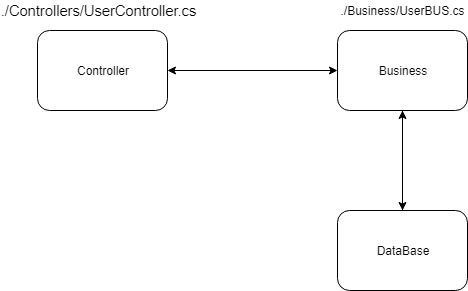 ./Controllers/UserController.cs
./Business/UserBUS.cs
Controller
Business
DataBase